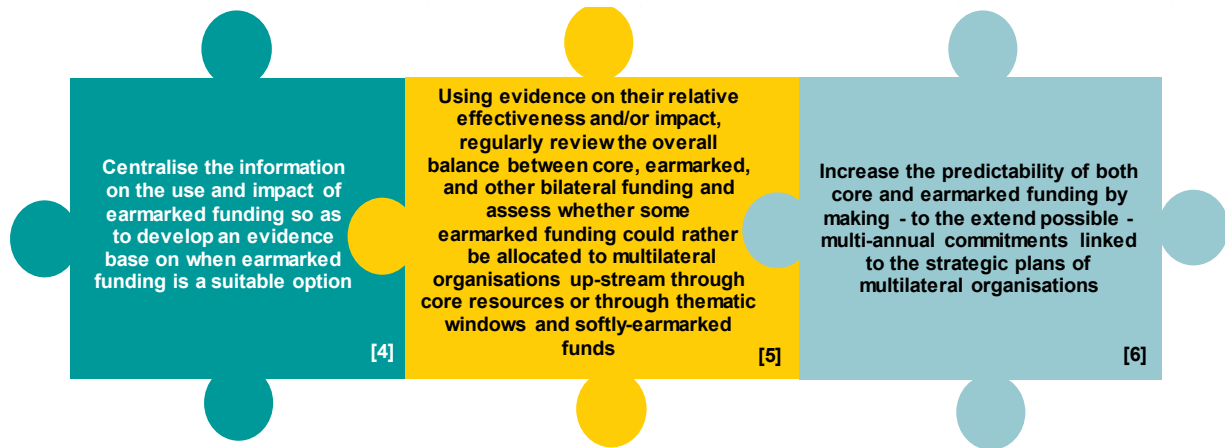 Centralise the information
on the use and impact of
earmarked funding so as
to develop an evidence
base on when earmarked
funding is a suitable option
[4]
Using evidence on their relative
effectiveness and/or impact,
regularly review the overall
balance between core, earmarked,
and other bilateral funding and
assess whether some
earmarked funding could rather
be allocated to multilateral
organisations up-stream through
core resources or through thematic
windows and softly-earmarked
funds
[5]
Increase the predictability of both
core and earmarked funding by
making - to the extend possible -
multi-annual commitments linked
to the strategic plans of
multilateral organisations
[6]